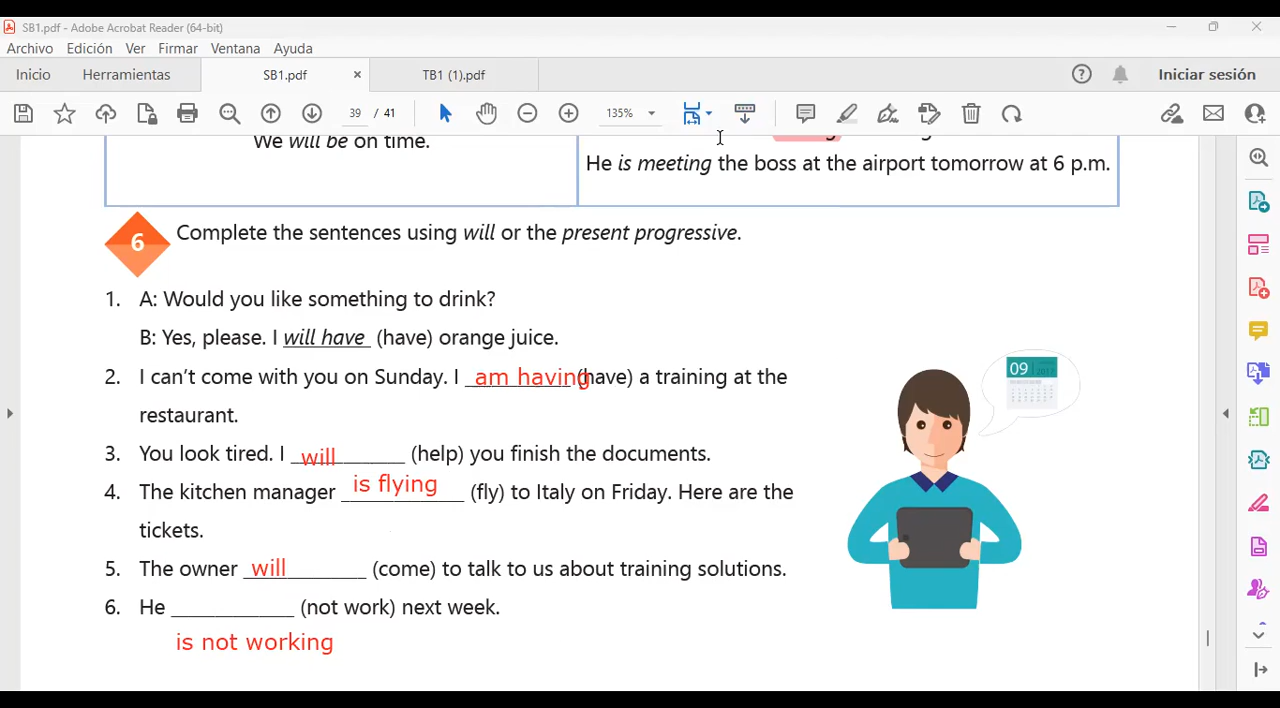 SB1.pdf - Adobe Acrobat Reader (64-bit)
Archivo Edición Ver Firmar Ventana Ayuda
Inicio Herramientas SB1.pdf × TB1 (1).pdf Iniciar sesión
39 / 41 135%
We will be on time.
He is meeting the boss at the airport tomorrow at 6 p.m.
6 Complete the sentences using will or the present progressive.
1. A: Would you like something to drink?
B: Yes, please. I will have (have) orange juice.
2. I can't come with you on Sunday. I am having (have) a training at the
restaurant.
3. You look tired. I will (help) you finish the documents.
4. The kitchen manager is flying (fly) to Italy on Friday. Here are the
tickets.
5. The owner will (come) to talk to us about training solutions.
6. He ____________ (not work) next week.
is not working
09